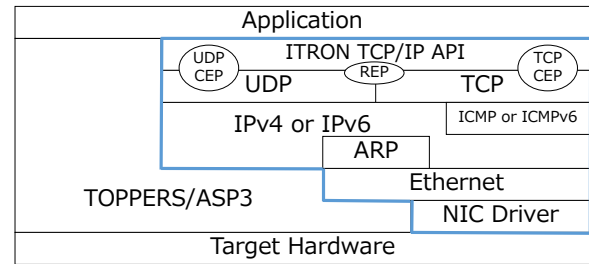 Application
UDP
CEP
ITRON TCP/IP API
TCP
CEP
UDP
REP
TCP
IPv4 or IPv6
ICMP or ICMPv6
ARP
Ethernet
TOPPERS/ASP3
NIC Driver
Target Hardware